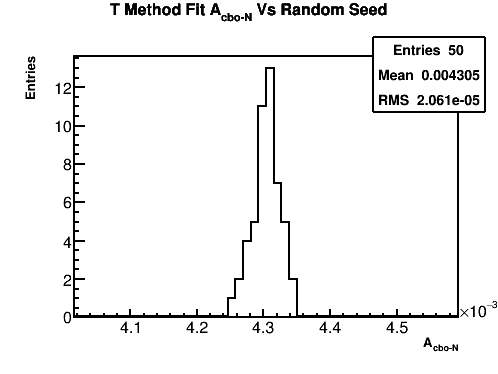 T Method Fit A_cbo-N Vs Random Seed
Entries 50
Mean 0.004305
RMS 2.061e-05
Entries
12
10
8
6
4
2
0
4.1 4.2 4.3 4.4 4.5
×10⁻³
A_cbo-N